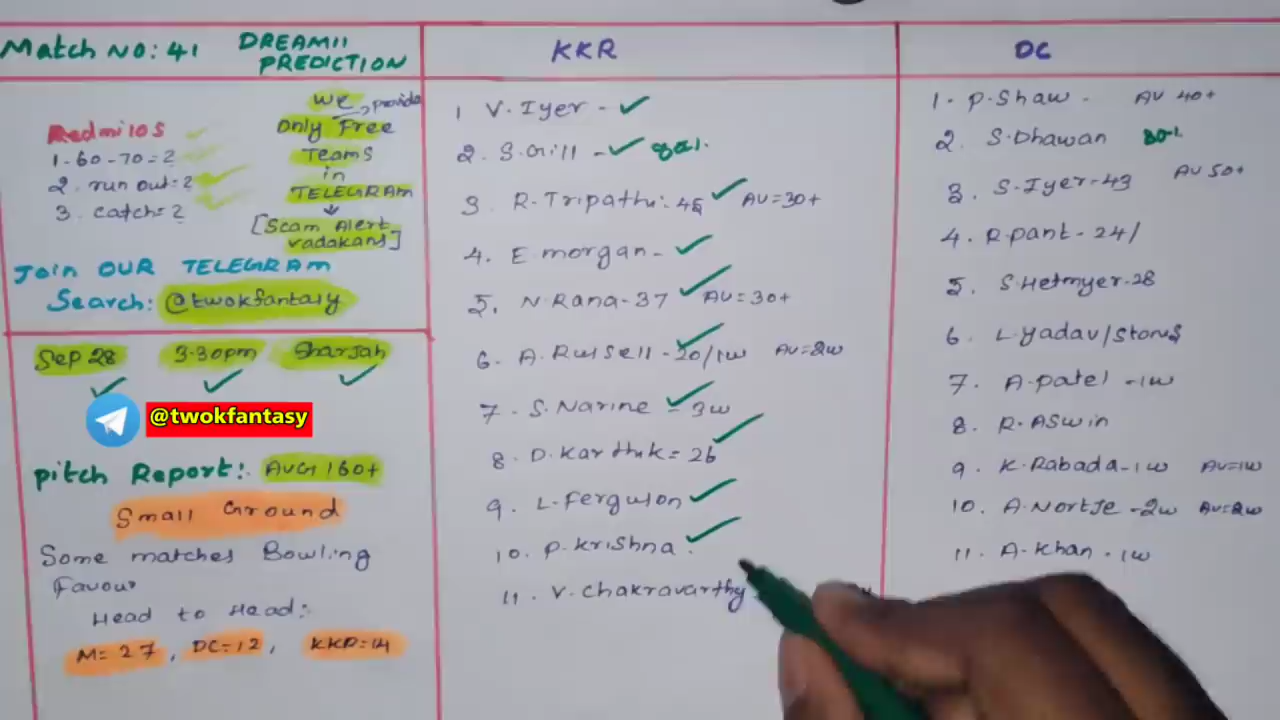 Match No: 41 DREAM11
PREDICTION
Redmi 10S
1 - 60 - 70 = 2
2. run out = 2
3. catch = 2
We, provide
Only Free
Teams
in
TELEGRAM
[Scam Alert
vadakans]
Join OUR TELEGRAM
Search: @twokfantasy
Sep 28 3-30pm Sharjah
@twokfantasy
Pitch Report:- AVG 160+
Small Ground
Some matches Bowling
Favour
Head to Head:-
M= 27, DC=12, KKR=14
KKR
1 V. Iyer -
2. S. Gill - 80%.
3. R. Tripathi: 45 AV=30+
4. E. morgan -
5. N. Rana - 37 AV=30+
6. A. Russell - 20/1w AV=2w
7. S. Narine = 3w
8 D. Karthik = 26
9. L. Ferguson
10. P. Krishna.
11. V. Chakravarthy
DC
1. P. Shaw - AV 40+
2. S. Dhawan 80%.
3. S. Iyer - 43 AV 50+
4. R. pant - 24/
5. S. Hetmyer - 28
6. L. Yadav/Stonis
7. A. Patel - 1w
8. R. ASwin
9. K. Rabada - 1w AV=1w
10. A. Nortje - 2w AV=2w
11. A. Khan - 1w